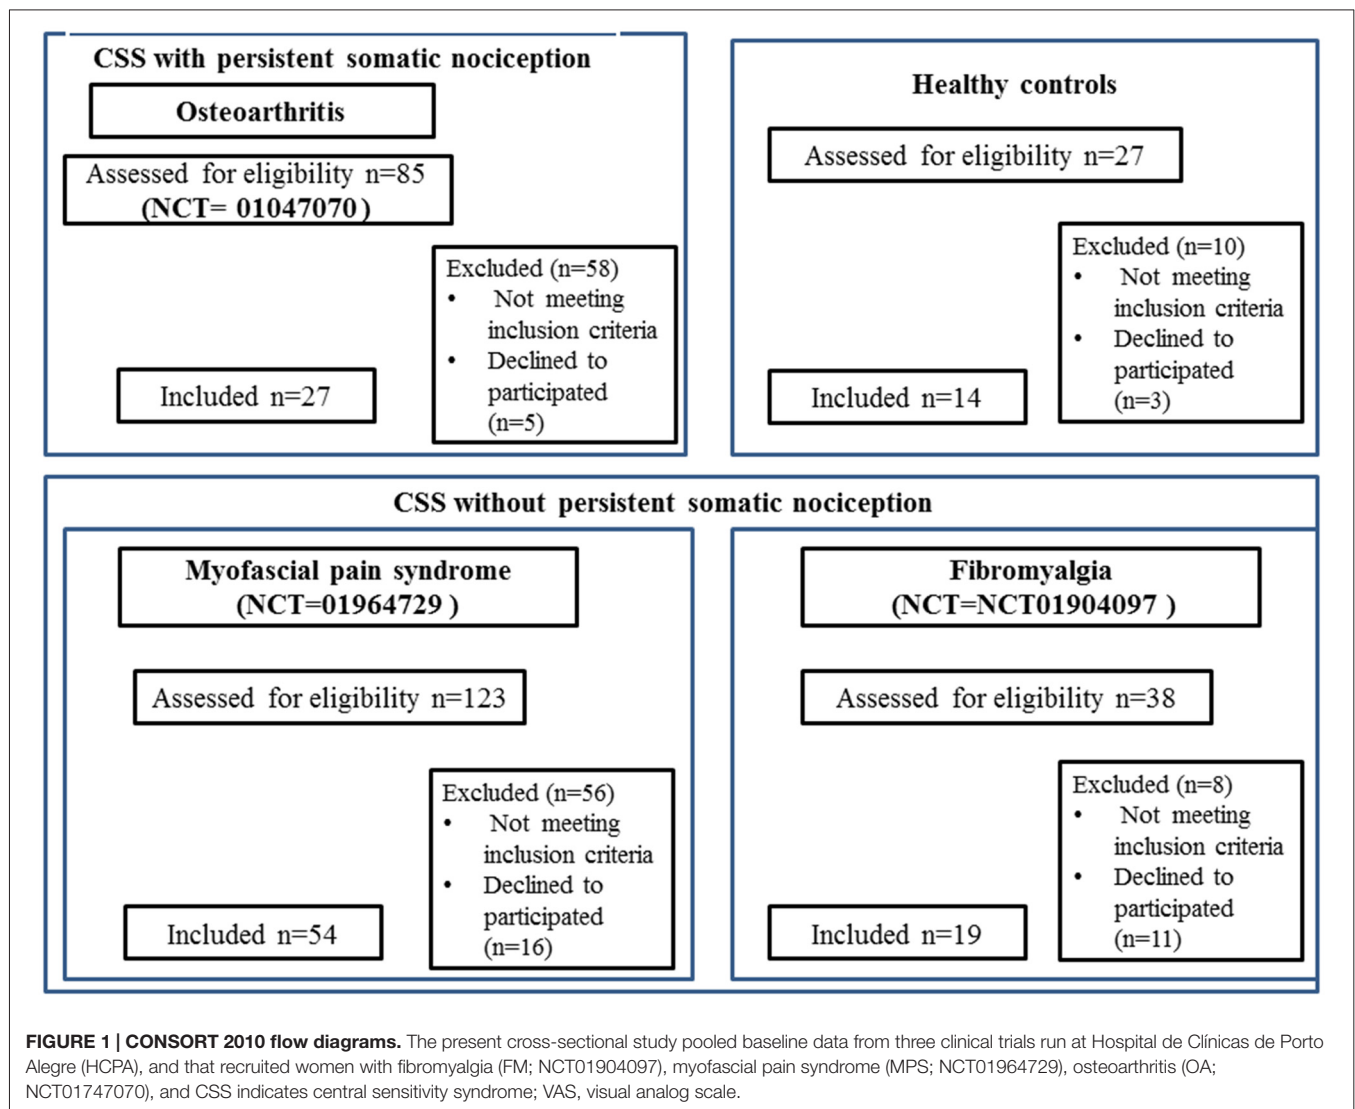 CSS with persistent somatic nociception
Osteoarthritis
Assessed for eligibility n=85
(NCT= 01047070)
Excluded (n=58)
• Not meeting
inclusion criteria
• Declined to
participated
(n=5)
Included n=27
Healthy controls
Assessed for eligibility n=27
Excluded (n=10)
• Not meeting
inclusion criteria
• Declined to
participated
(n=3)
Included n=14
CSS without persistent somatic nociception
Myofascial pain syndrome
(NCT=01964729 )
Assessed for eligibility n=123
Excluded (n=56)
• Not meeting
inclusion criteria
• Declined to
participated
(n=16)
Included n=54
Fibromyalgia
(NCT=NCT01904097 )
Assessed for eligibility n=38
Excluded (n=8)
• Not meeting
inclusion criteria
• Declined to
participated
(n=11)
Included n=19
FIGURE 1 | CONSORT 2010 flow diagrams. The present cross-sectional study pooled baseline data from three clinical trials run at Hospital de Clínicas de Porto
Alegre (HCPA), and that recruited women with fibromyalgia (FM; NCT01904097), myofascial pain syndrome (MPS; NCT01964729), osteoarthritis (OA;
NCT01747070), and CSS indicates central sensitivity syndrome; VAS, visual analog scale.